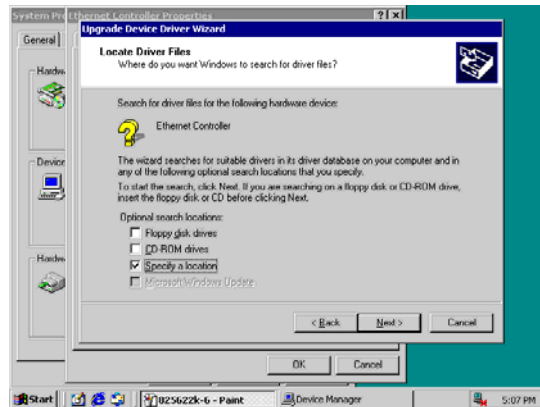 System Pro
Ethernet Controller Properties
General
Upgrade Device Driver Wizard
Locate Driver Files
Where do you want Windows to search for driver files?
Hardw
Search for driver files for the following hardware device:
Ethernet Controller
Device
The wizard searches for suitable drivers in its driver database on your computer and in
any of the following optional search locations that you specify.
To start the search, click Next. If you are searching on a floppy disk or CD-ROM drive,
insert the floppy disk or CD before clicking Next.
Optional search locations:
Floppy disk drives
CD-ROM drives
Hardw
Specify a location
Microsoft Windows Update
< Back
Next >
Cancel
OK
Cancel
Start
825622k-6 - Paint
Device Manager
5:07 PM